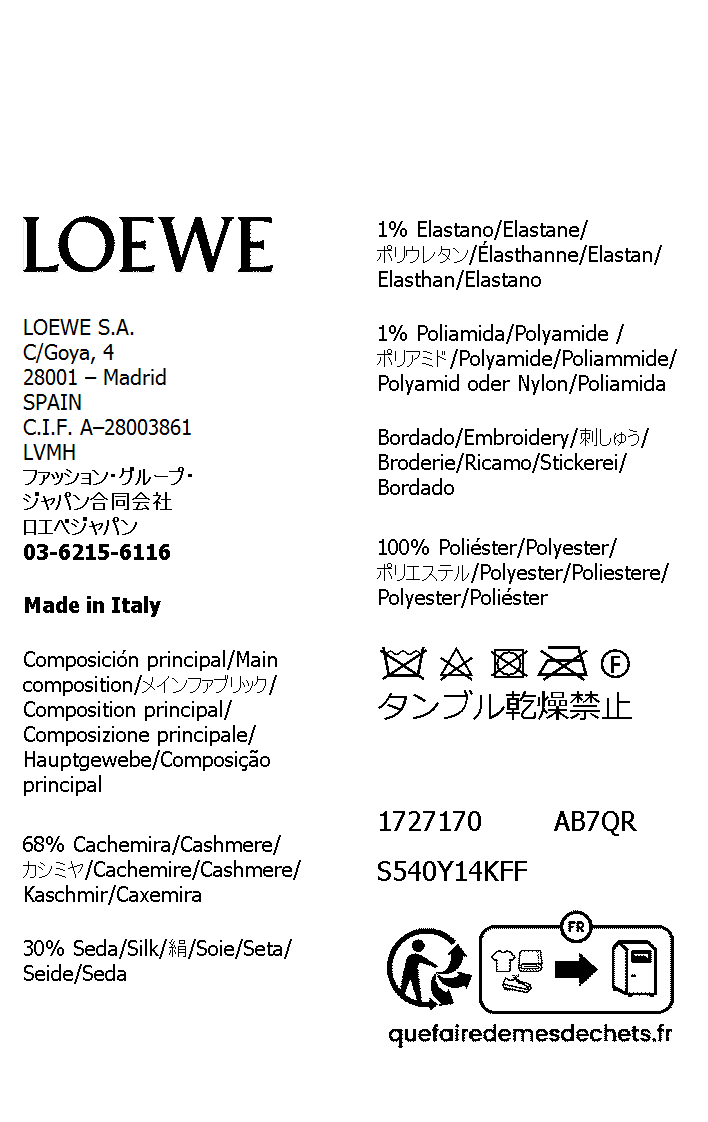 LOEWE
LOEWE S.A.
C/Goya, 4
28001 – Madrid
SPAIN
C.I.F. A–28003861
LVMH
ファッション・グループ・
ジャパン合同会社
ロエベジャパン
03-6215-6116
Made in Italy
Composición principal/Main
composition/メインファブリック/
Composition principal/
Composizione principale/
Hauptgewebe/Composição
principal
68% Cachemira/Cashmere/
カシミヤ/Cachemire/Cashmere/
Kaschmir/Caxemira
30% Seda/Silk/絹/Soie/Seta/
Seide/Seda
1% Elastano/Elastane/
ポリウレタン/Élasthanne/Elastan/
Elasthan/Elastano
1% Poliamida/Polyamide /
ポリアミド/Polyamide/Poliammide/
Polyamid oder Nylon/Poliamida
Bordado/Embroidery/刺しゅう/
Broderie/Ricamo/Stickerei/
Bordado
100% Poliéster/Polyester/
ポリエステル/Polyester/Poliestere/
Polyester/Poliéster
F
タンブル乾燥禁止
1727170 AB7QR
S540Y14KFF
FR
quefairedemesdechets.fr